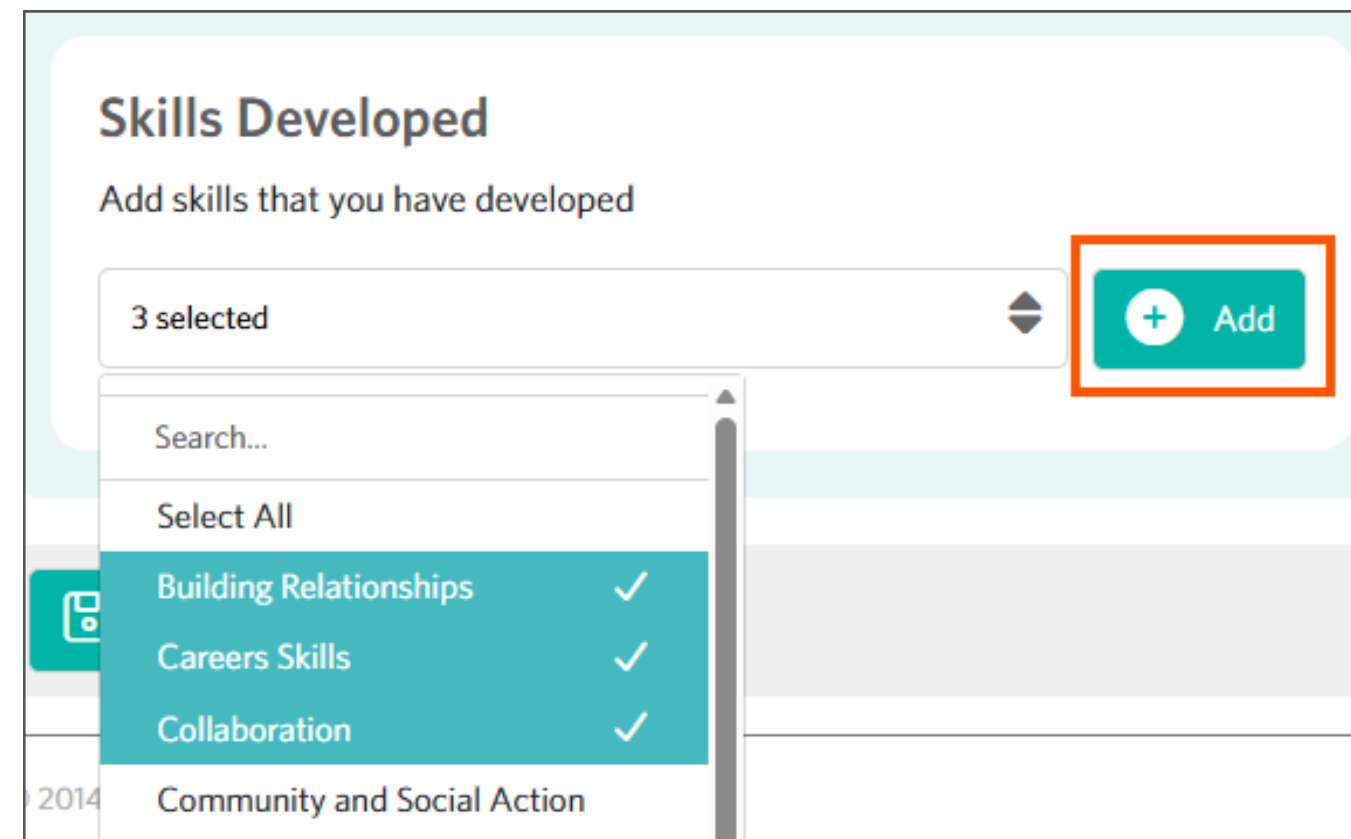 Skills Developed
Add skills that you have developed
3 selected
Add
Search...
Select All
Building Relationships
Careers Skills
Collaboration
2014
Community and Social Action